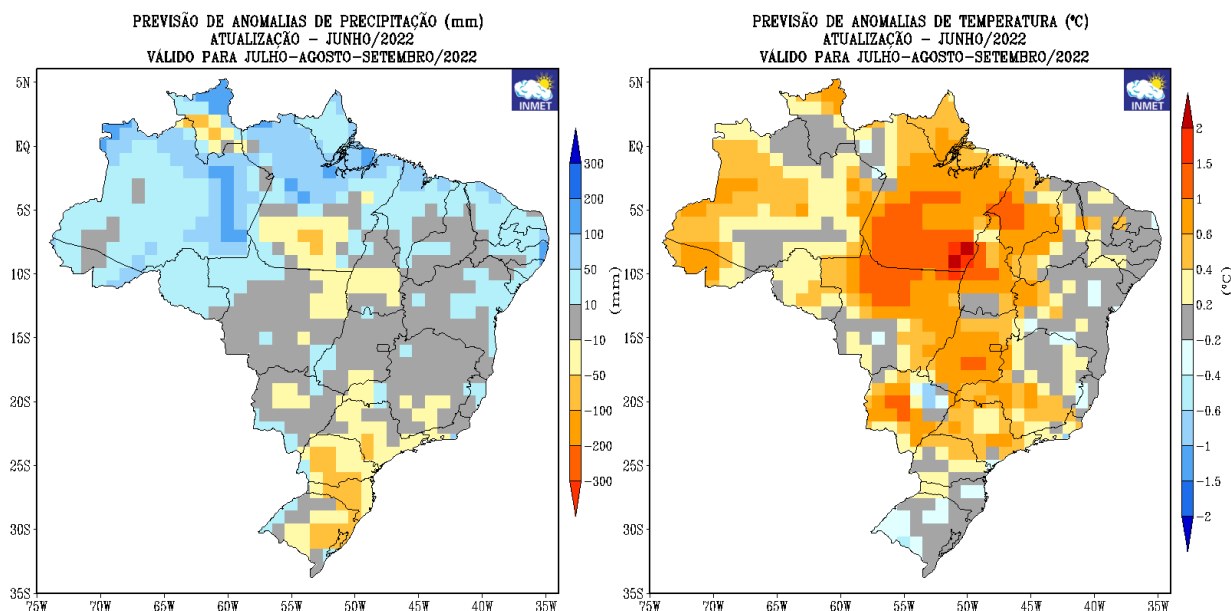 PREVISÃO DE ANOMALIAS DE PRECIPITAÇÃO (mm)
ATUALIZAÇÃO - JUNHO/2022
VÁLIDO PARA JULHO-AGOSTO-SETEMBRO/2022
INMET
5N
EQ
5S
10S
15S
20S
25S
30S
35S
75W
70W
65W
60W
55W
50W
45W
40W
35W
300
200
100
50
10
-10
-50
-100
-200
-300
(mm)
PREVISÃO DE ANOMALIAS DE TEMPERATURA (°C)
ATUALIZAÇÃO - JUNHO/2022
VÁLIDO PARA JULHO-AGOSTO-SETEMBRO/2022
INMET
5N
EQ
5S
10S
15S
20S
25S
30S
35S
75W
70W
65W
60W
55W
50W
45W
40W
35W
2
1.5
1
0.6
0.4
0.2
-0.2
-0.4
-0.6
-1
-1.5
-2
(°C)